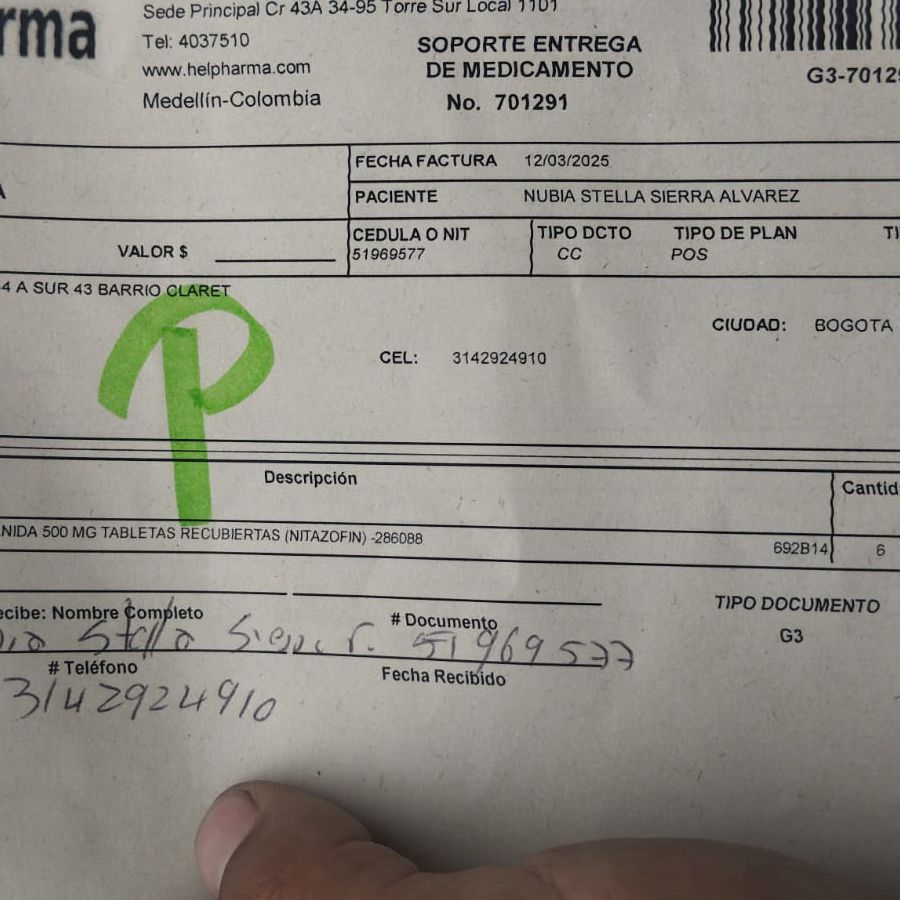 rma
Sede Principal Cr 43A 34-95 Torre Sur Local 1101
Tel: 4037510
www.helpharma.com
Medellín-Colombia
SOPORTE ENTREGA
DE MEDICAMENTO
No. 701291
G3-7012
FECHA FACTURA 12/03/2025
A
PACIENTE NUBIA STELLA SIERRA ALVAREZ
VALOR $
CEDULA O NIT TIPO DCTO TIPO DE PLAN TI
51969577 CC POS
4 A SUR 43 BARRIO CLARET
CIUDAD: BOGOTA
CEL: 3142924910
P
Descripción Cantid
NIDA 500 MG TABLETAS RECUBIERTAS (NITAZOFIN) -286088 692B14 6
ecibe: Nombre Completo # Documento TIPO DOCUMENTO
Stella 51969577 G3
# Teléfono Fecha Recibido
3142924910